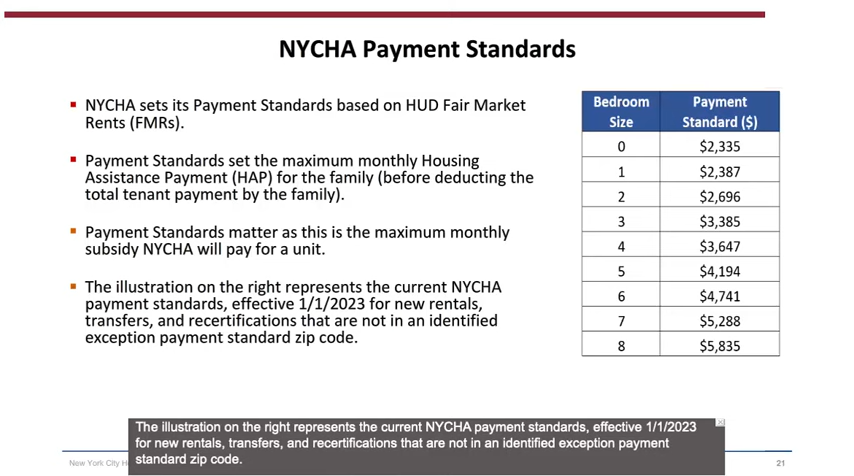 NYCHA Payment Standards
NYCHA sets its Payment Standards based on HUD Fair Market
Rents (FMRs).
Payment Standards set the maximum monthly Housing
Assistance Payment (HAP) for the family (before deducting the
total tenant payment by the family).
Payment Standards matter as this is the maximum monthly
subsidy NYCHA will pay for a unit.
The illustration on the right represents the current NYCHA
payment standards, effective 1/1/2023 for new rentals,
transfers, and recertifications that are not in an identified
exception payment standard zip code.
Bedroom Payment
Size Standard ($)
0 $2,335
1 $2,387
2 $2,696
3 $3,385
4 $3,647
5 $4,194
6 $4,741
7 $5,288
8 $5,835
The illustration on the right represents the current NYCHA payment standards, effective 1/1/2023
for new rentals, transfers, and recertifications that are not in an identified exception payment
standard zip code.
New York City
21